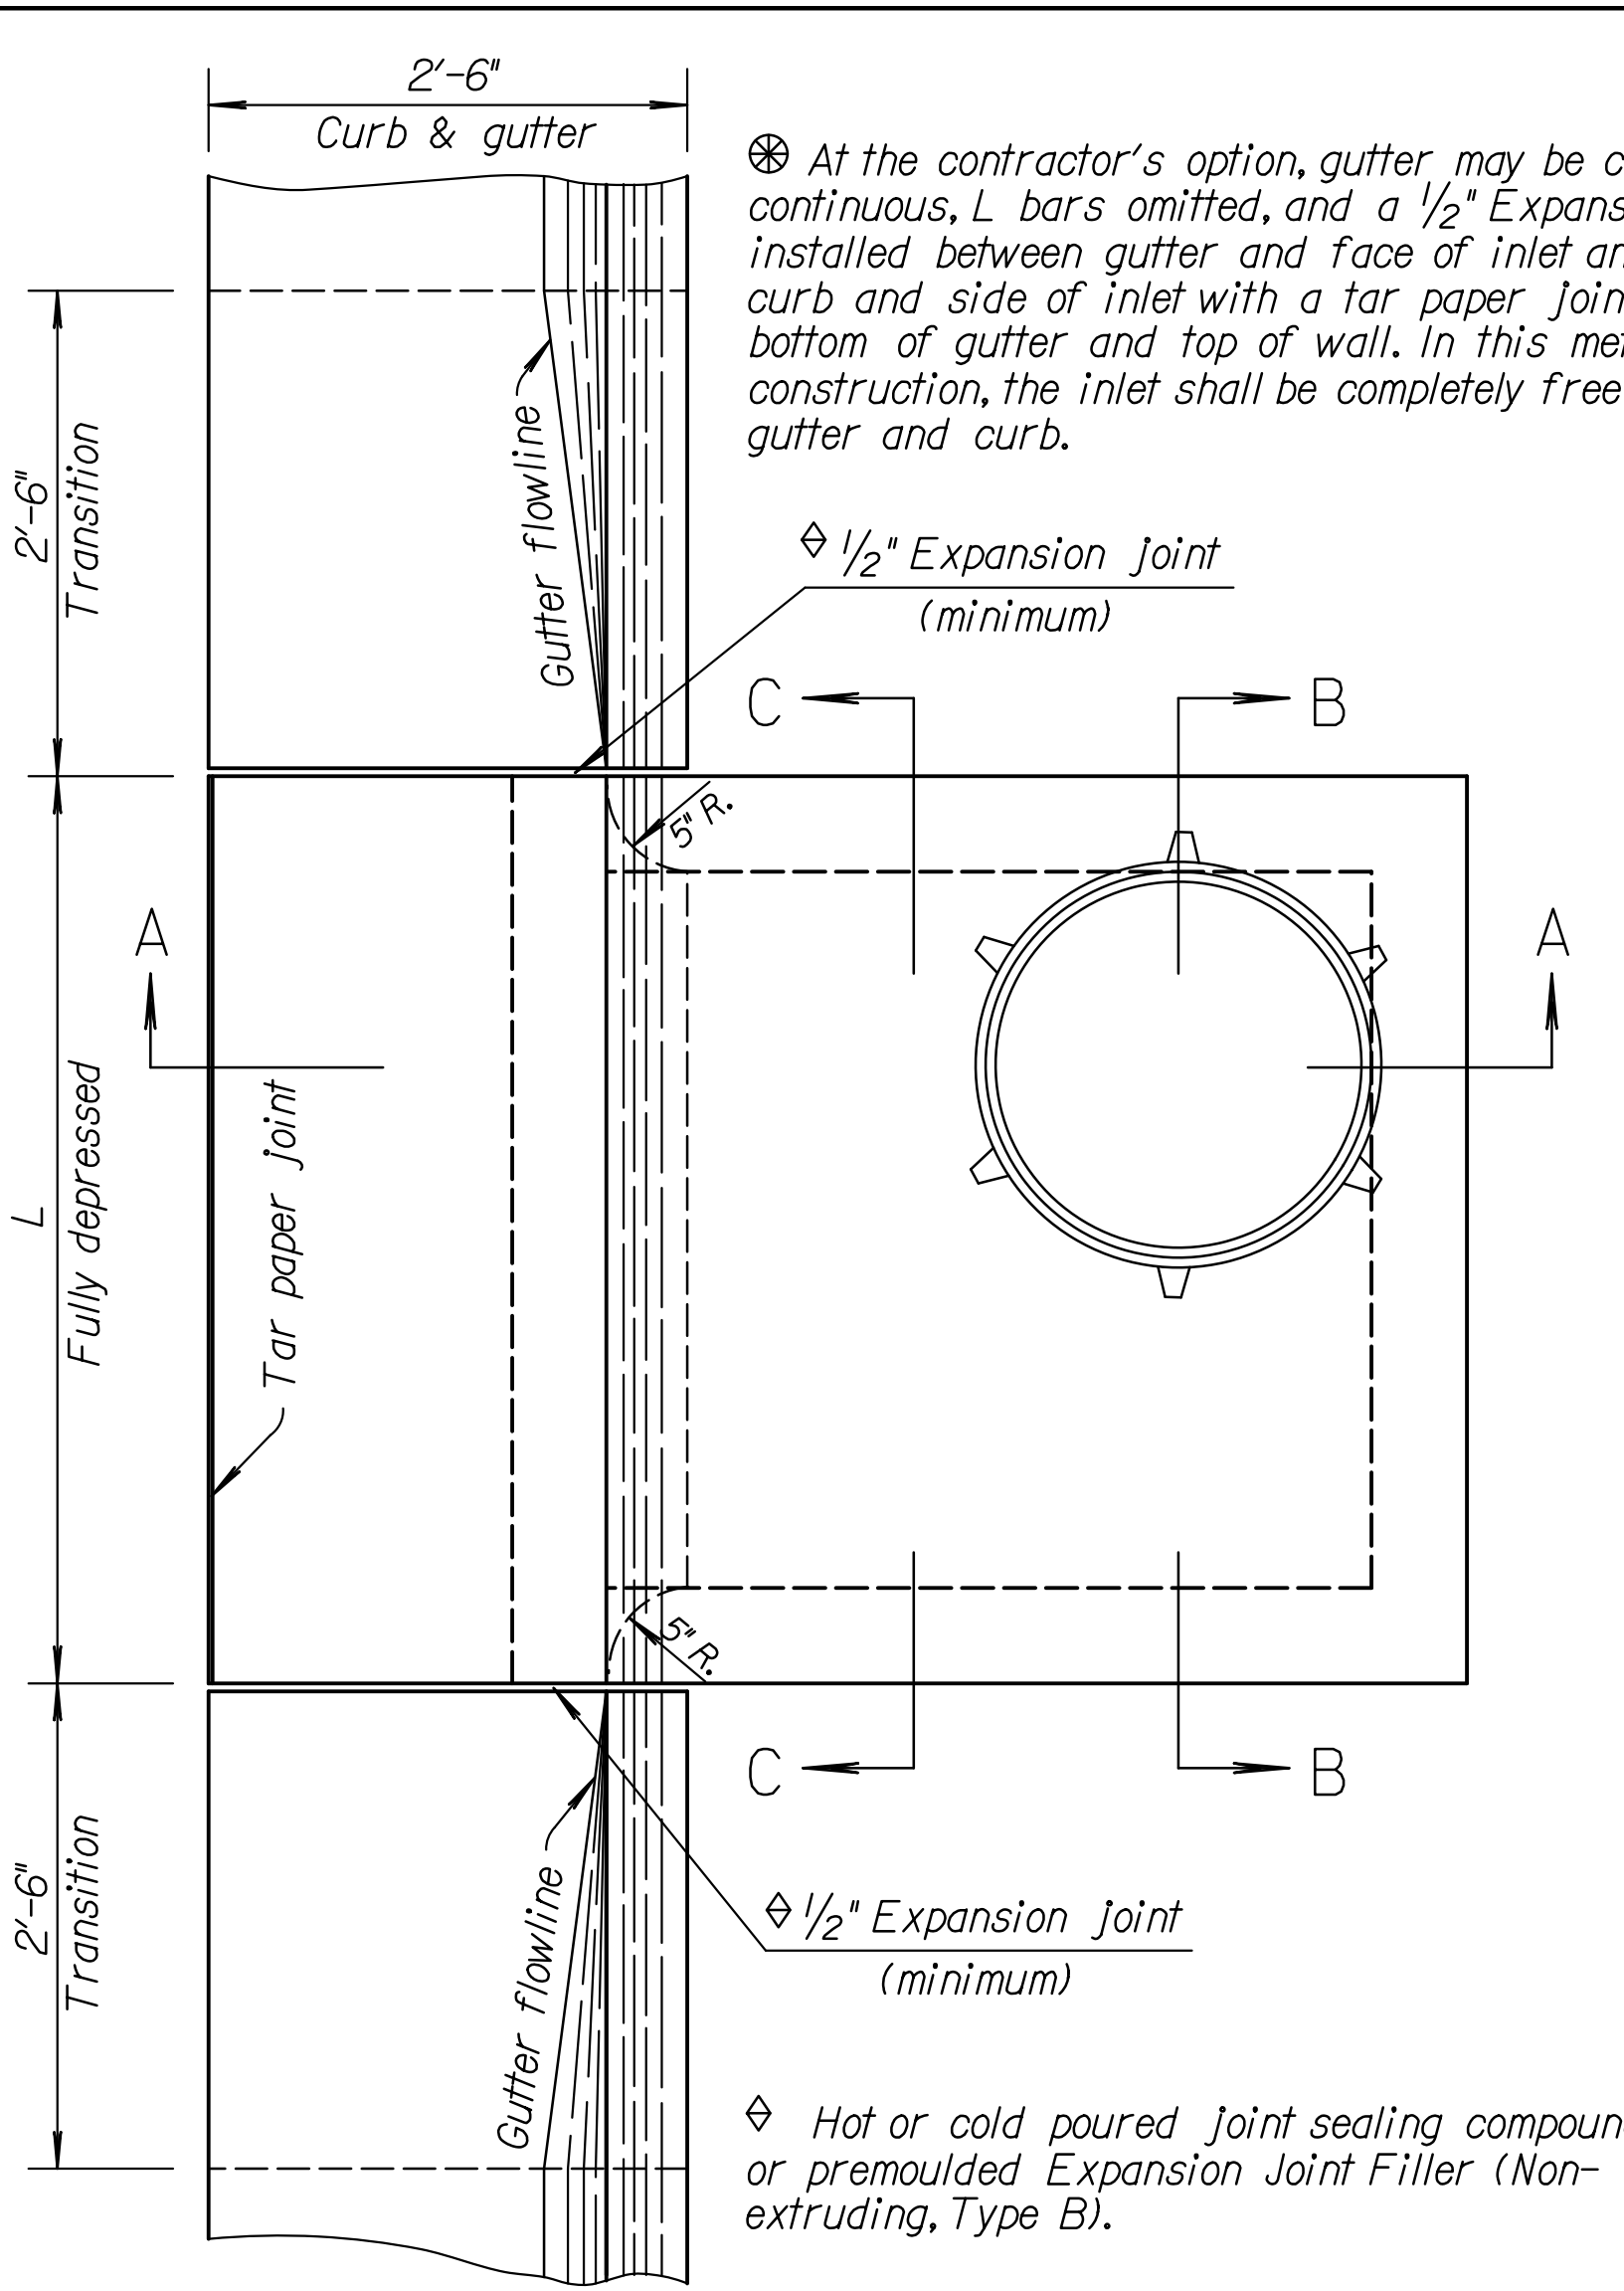 2'-6"
Curb & gutter
At the contractor's option, gutter may be c
continuous, L bars omitted, and a 1/2" Expans
installed between gutter and face of inlet an
curb and side of inlet with a tar paper join
bottom of gutter and top of wall. In this met
construction, the inlet shall be completely free
gutter and curb.
2'-6"
Transition
Gutter flowline
1/2" Expansion joint
(minimum)
C
B
5" R.
A
A
L
Fully depressed
Tar paper joint
5" R.
C
B
2'-6"
Transition
Gutter flowline
1/2" Expansion joint
(minimum)
Hot or cold poured joint sealing compoun
or premoulded Expansion Joint Filler (Non-
extruding, Type B).